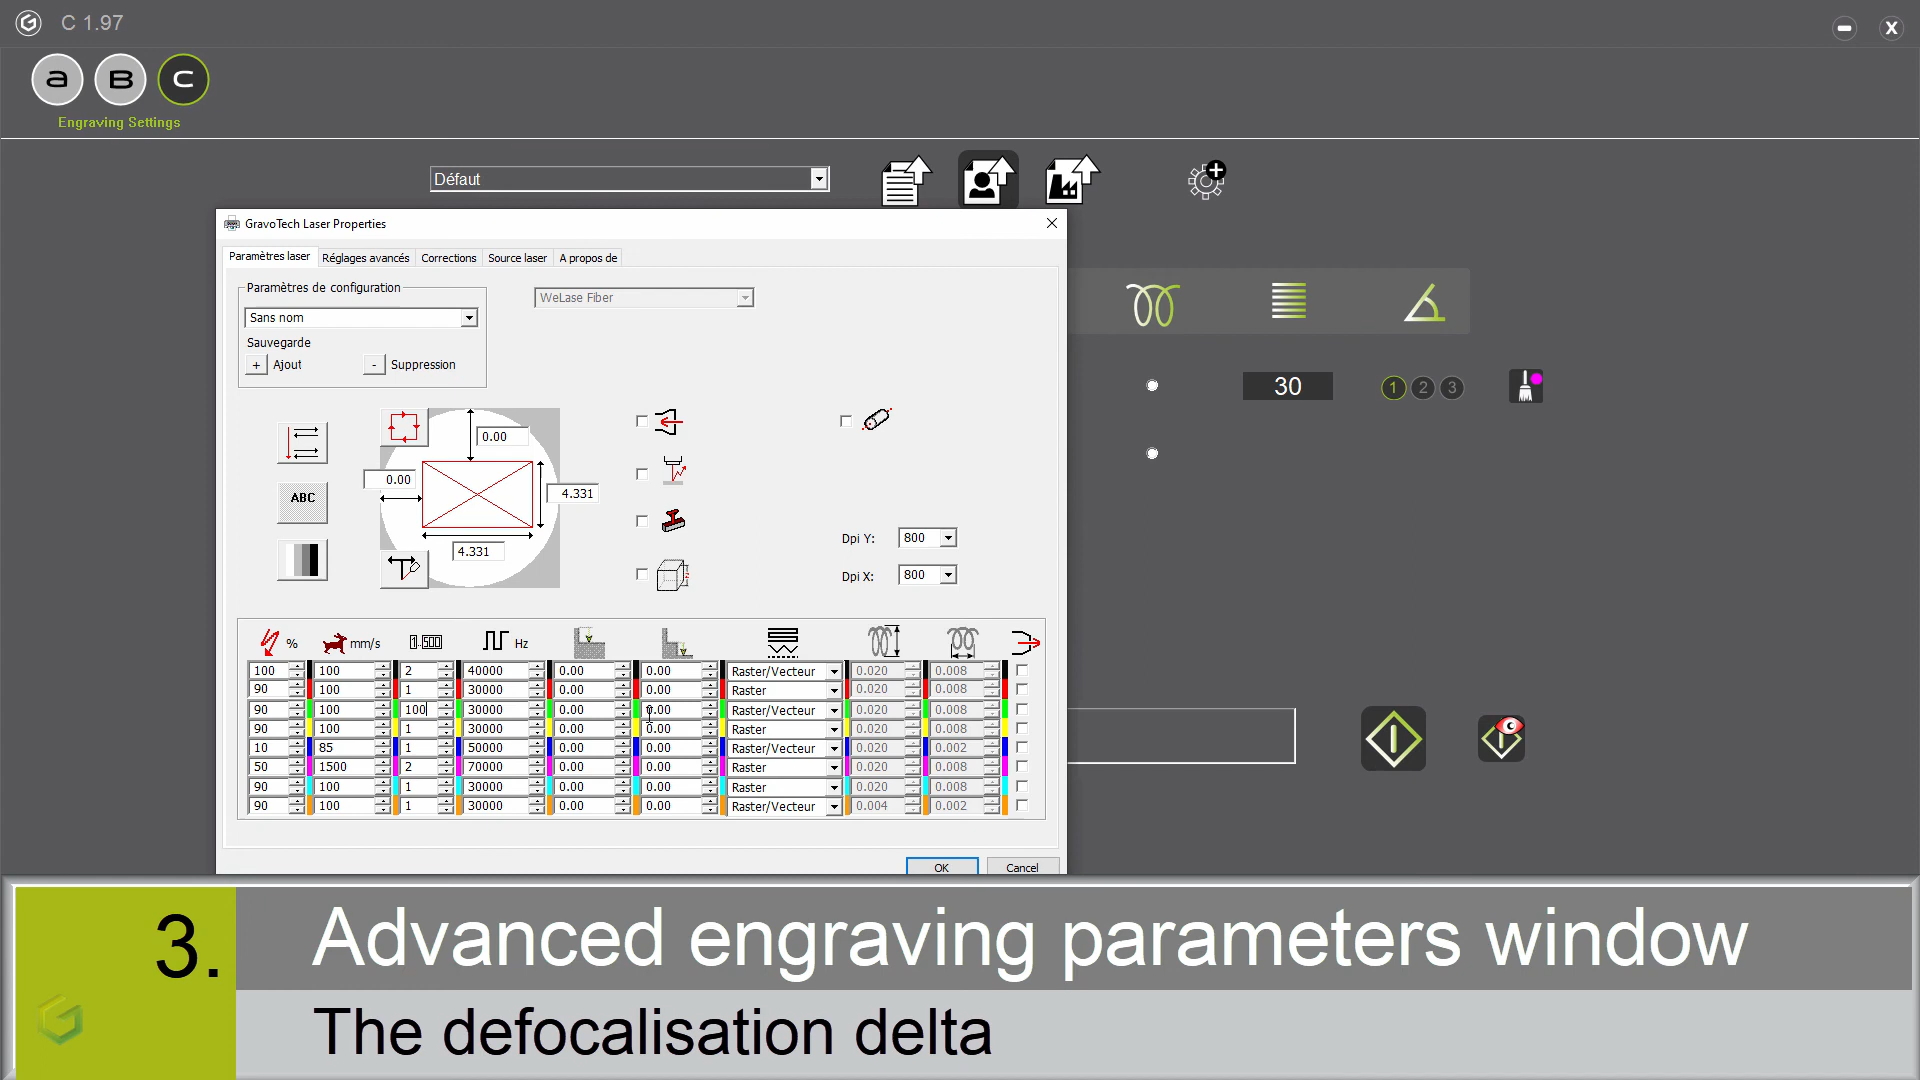 C 1.97
X
a B C
Engraving Settings
Défaut
GravoTech Laser Properties
Paramètres laser Réglages avancés Corrections Source laser A propos de
Paramètres de configuration
WeLase Fiber
Sans nom
Sauvegarde
+ Ajout - Suppression
30 1 2 3
0.00
0.00
ABC
4.331
4.331
Dpi Y: 800
Dpi X: 800
% mm/s 1..500 Hz
100 100 2 40000 0.00 0.00 Raster/Vecteur 0.020 0.008
90 100 1 30000 0.00 0.00 Raster 0.020 0.008
90 100 100 30000 0.00 0.00 Raster/Vecteur 0.020 0.008
90 100 1 30000 0.00 0.00 Raster 0.020 0.008
10 85 1 50000 0.00 0.00 Raster/Vecteur 0.020 0.002
50 1500 2 70000 0.00 0.00 Raster 0.020 0.008
90 100 1 30000 0.00 0.00 Raster 0.020 0.008
90 100 1 30000 0.00 0.00 Raster/Vecteur 0.004 0.002
OK Cancel
3. Advanced engraving parameters window
The defocalisation delta